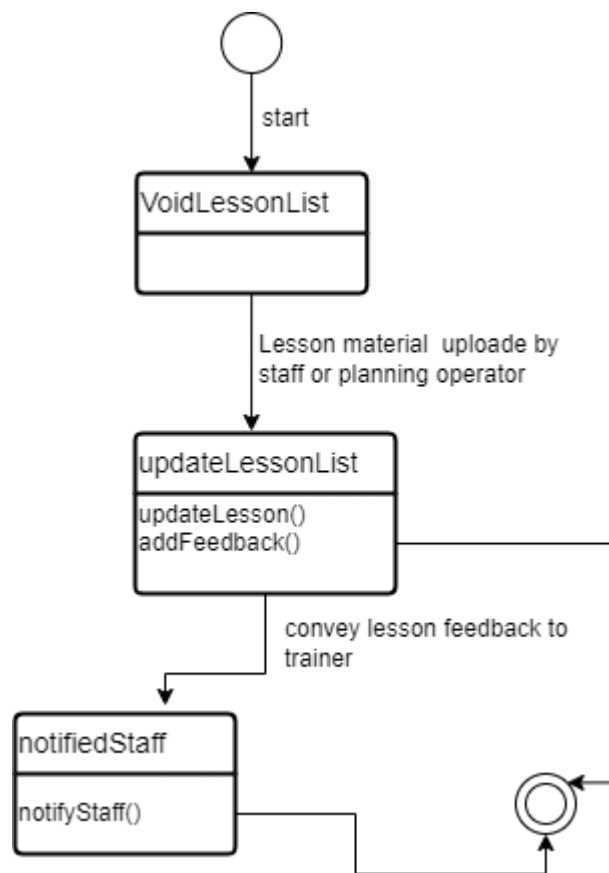 start
VoidLessonList
Lesson material uploade by
staff or planning operator
updateLessonList
updateLesson()
addFeedback()
convey lesson feedback to
trainer
notifiedStaff
notifyStaff()